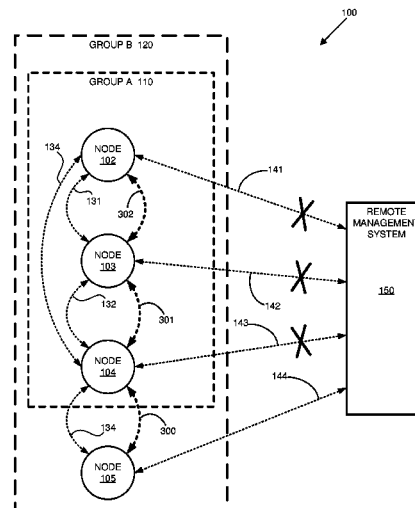 100
GROUP B 120
GROUP A 110
134
NODE
102
141
131
302
REMOTE
MANAGEMENT
SYSTEM
150
NODE
103
142
132
301
143
NODE
104
144
134
300
NODE
105